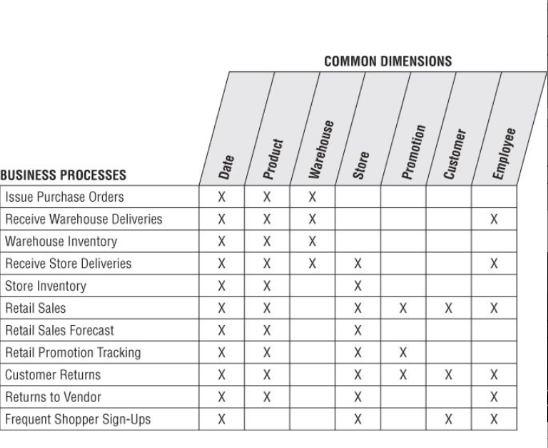 COMMON DIMENSIONS
BUSINESS PROCESSES Date Product Warehouse Store Promotion Customer Employee
Issue Purchase Orders X X X
Receive Warehouse Deliveries X X X X
Warehouse Inventory X X X
Receive Store Deliveries X X X X X
Store Inventory X X X
Retail Sales X X X X X X
Retail Sales Forecast X X X
Retail Promotion Tracking X X X X
Customer Returns X X X X X X
Returns to Vendor X X X X
Frequent Shopper Sign-Ups X X X X